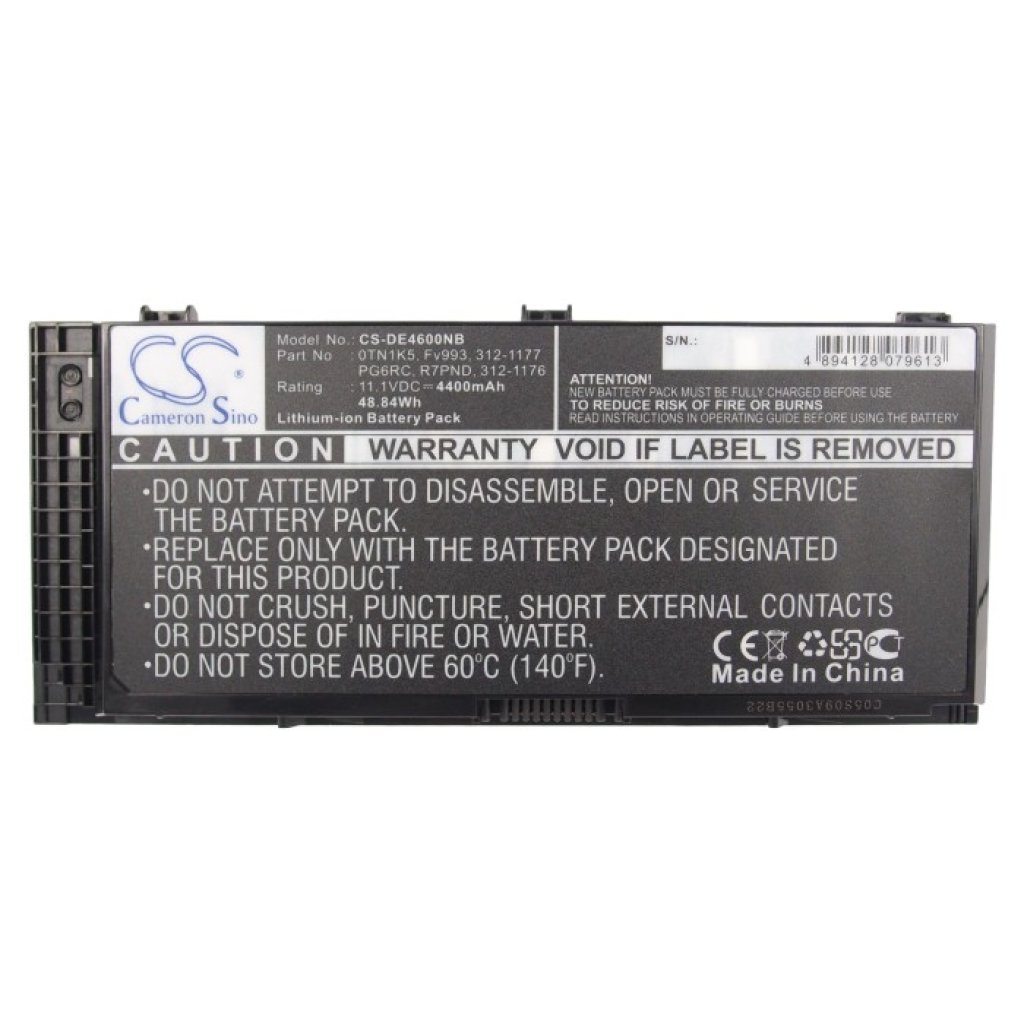 CS
®
Cameron Sino
Model No.: CS-DE4600NB
Part No : 0TN1K5, Fv993, 312-1177
PG6RC, R7PND, 312-1176
Rating : 11.1VDC⎓4400mAh
48.84Wh
Lithium-ion Battery Pack
S/N.:
4 894128 079613
ATTENTION!
NEW BATTERY PACK MUST BE FULLY CHARGED BEFORE USE
TO REDUCE RISK OF FIRE OR BURNS
FOLLOW INSTRUCTIONS BEFORE USING THE BATTERY
CAUTION WARRANTY VOID IF LABEL IS REMOVED
•DO NOT ATTEMPT TO DISASSEMBLE, OPEN OR SERVICE
THE BATTERY PACK.
•REPLACE ONLY WITH THE BATTERY PACK DESIGNATED
FOR THIS PRODUCT.
•DO NOT CRUSH, PUNCTURE, SHORT EXTERNAL CONTACTS
OR DISPOSE OF IN FIRE OR WATER.
•DO NOT STORE ABOVE 60°C (140°F).
CE PCT
Made In China
C05S09A3055B22